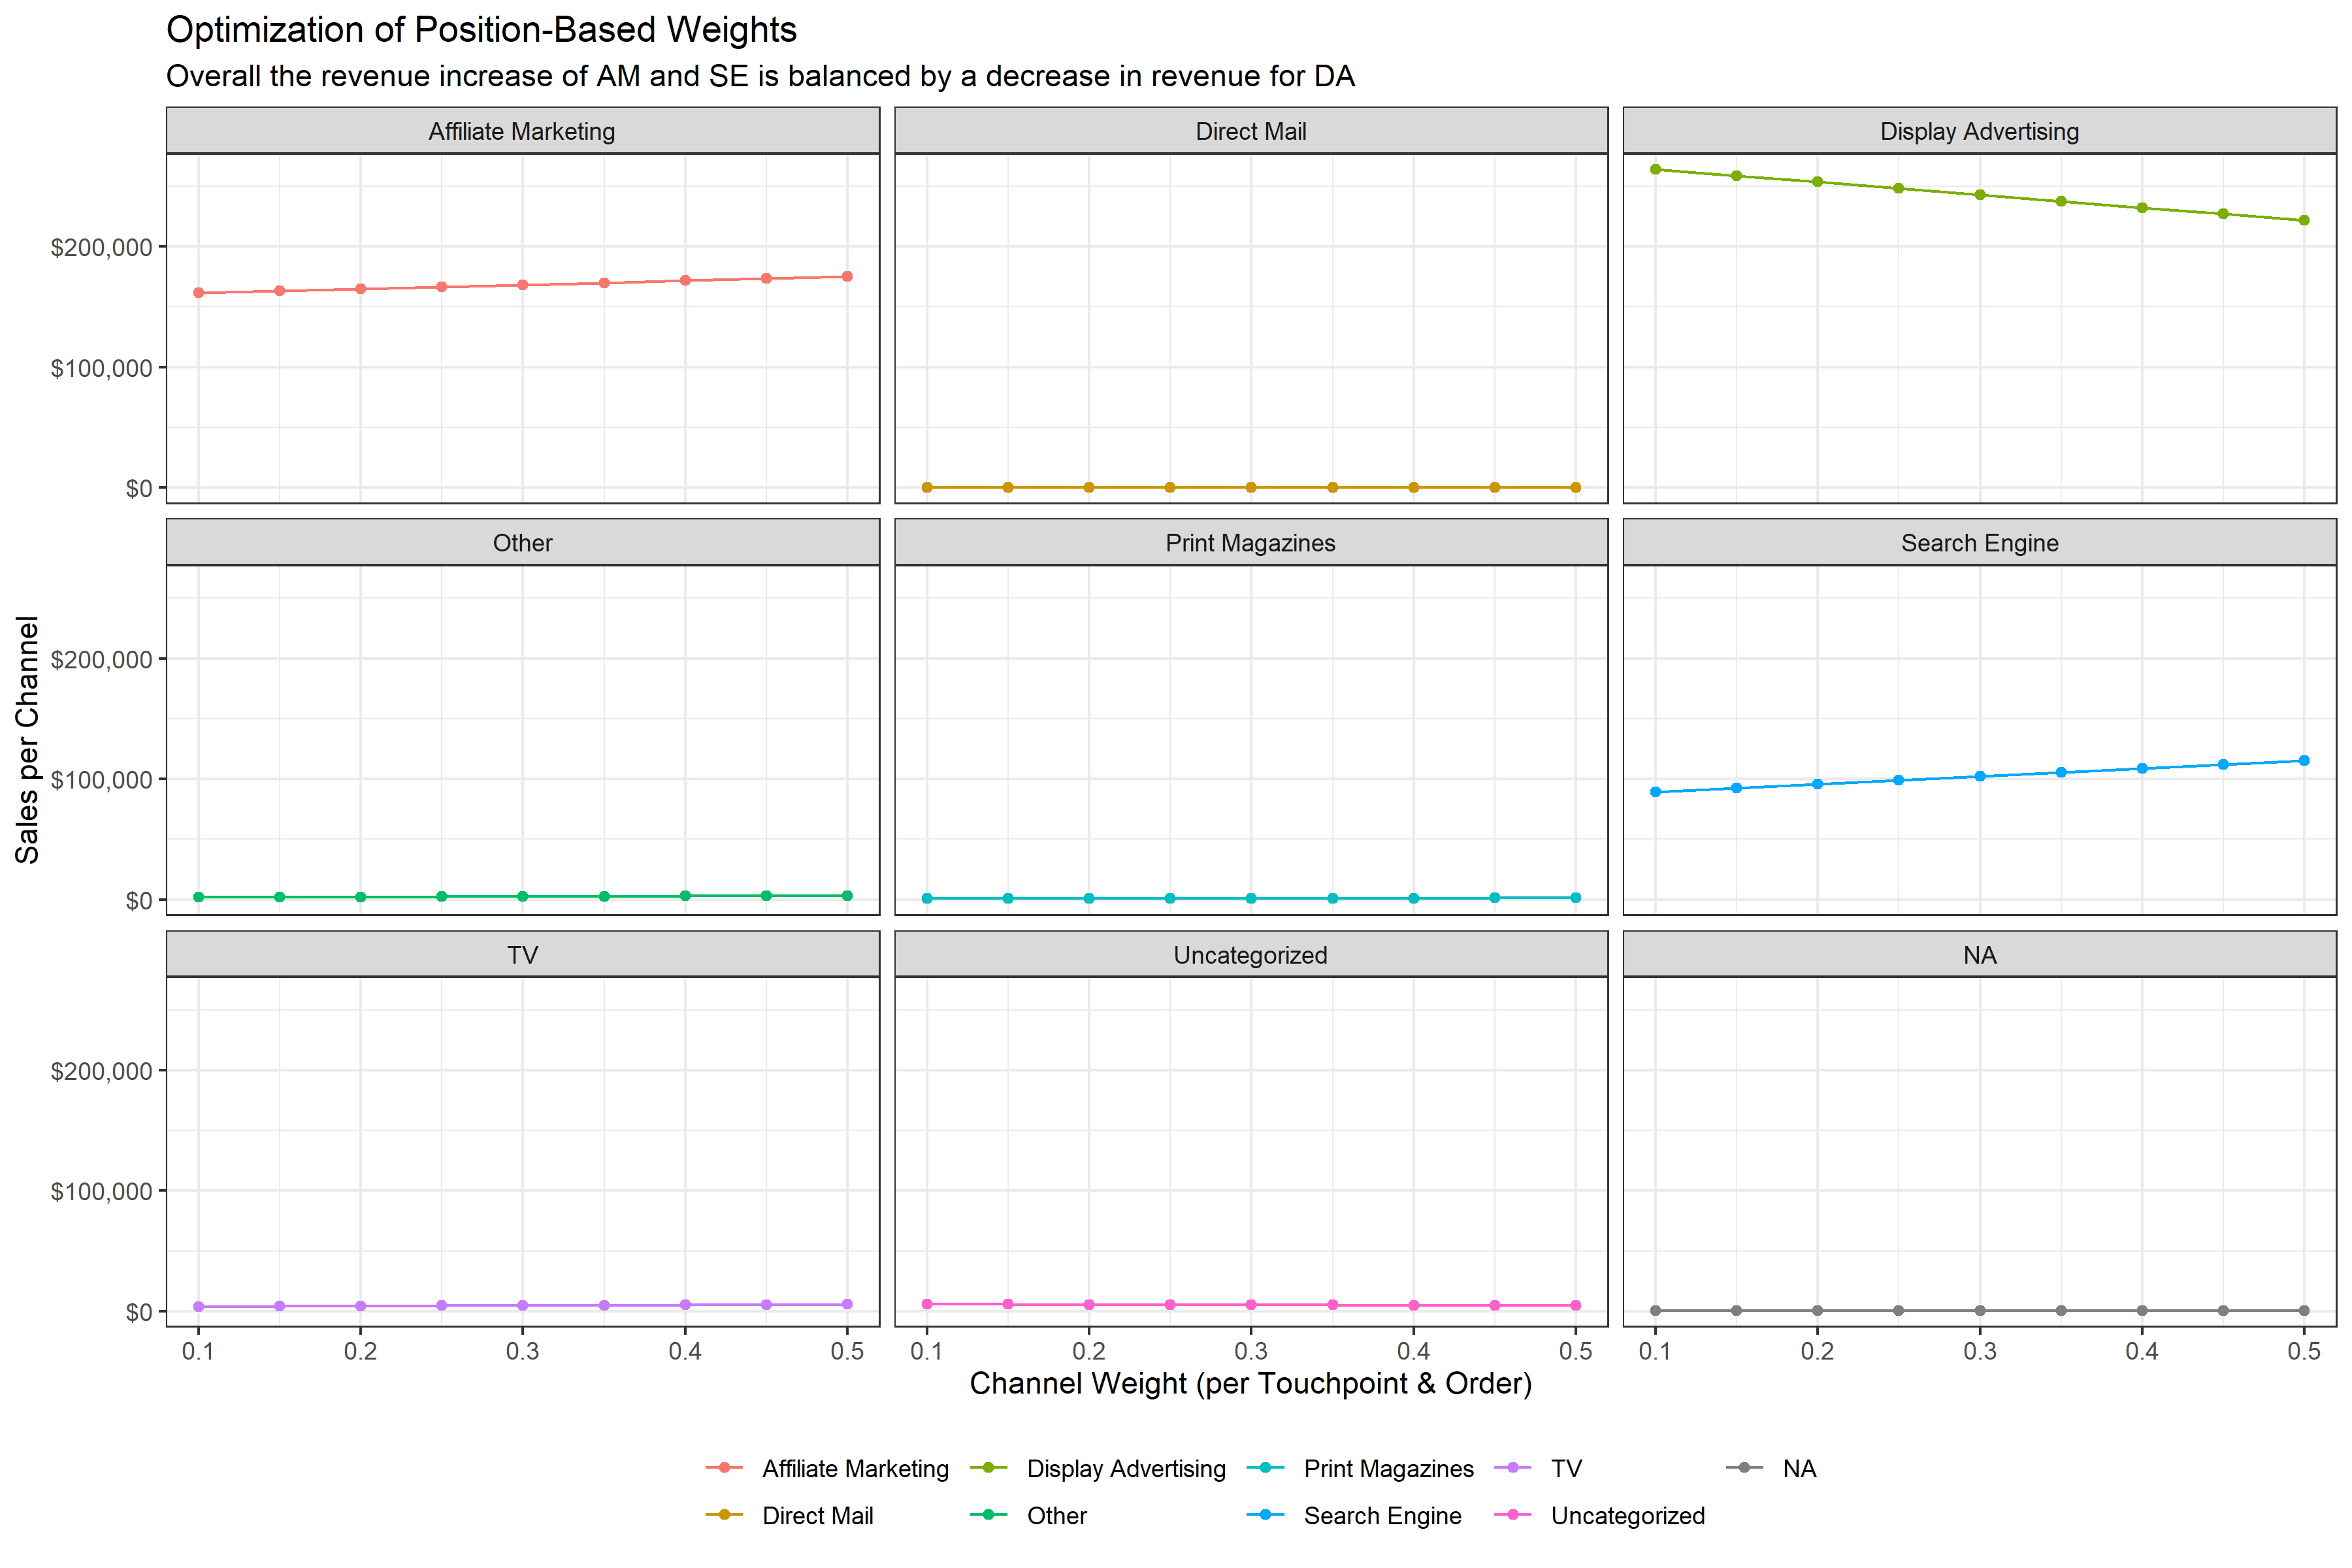 Optimization of Position-Based Weights
Overall the revenue increase of AM and SE is balanced by a decrease in revenue for DA
Affiliate Marketing
Direct Mail
Display Advertising
$200,000
$100,000
$0
Other
Print Magazines
Search Engine
$200,000
$100,000
$0
Sales per Channel
TV
Uncategorized
NA
$200,000
$100,000
$0
0.1 0.2 0.3 0.4 0.5
0.1 0.2 0.3 0.4 0.5
0.1 0.2 0.3 0.4 0.5
Channel Weight (per Touchpoint & Order)
Affiliate Marketing
Display Advertising
Print Magazines
TV
NA
Direct Mail
Other
Search Engine
Uncategorized